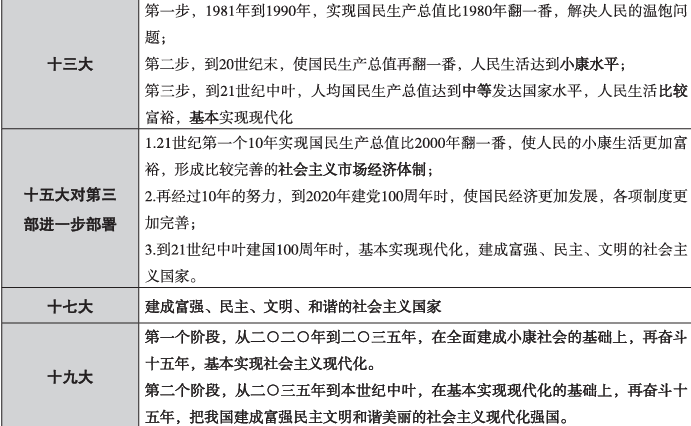 十三大
第一步，1981年到1990年，实现国民生产总值比1980年翻一番，解决人民的温饱问
题；
第二步，到20世纪末，使国民生产总值再翻一番，人民生活达到小康水平；
第三步，到21世纪中叶，人均国民生产总值达到中等发达国家水平，人民生活比较
富裕，基本实现现代化
十五大对第三
部进一步部署
1.21世纪第一个10年实现国民生产总值比2000年翻一番，使人民的小康生活更加富
裕，形成比较完善的社会主义市场经济体制；
2.再经过10年的努力，到2020年建党100周年时，使国民经济更加发展，各项制度更
加完善；
3.到21世纪中叶建国100周年时，基本实现现代化，建成富强、民主、文明的社会主
义国家。
十七大
建成富强、民主、文明、和谐的社会主义国家
十九大
第一个阶段，从二〇二〇年到二〇三五年，在全面建成小康社会的基础上，再奋斗
十五年，基本实现社会主义现代化。
第二个阶段，从二〇三五年到本世纪中叶，在基本实现现代化的基础上，再奋斗十
五年，把我国建成富强民主文明和谐美丽的社会主义现代化强国。